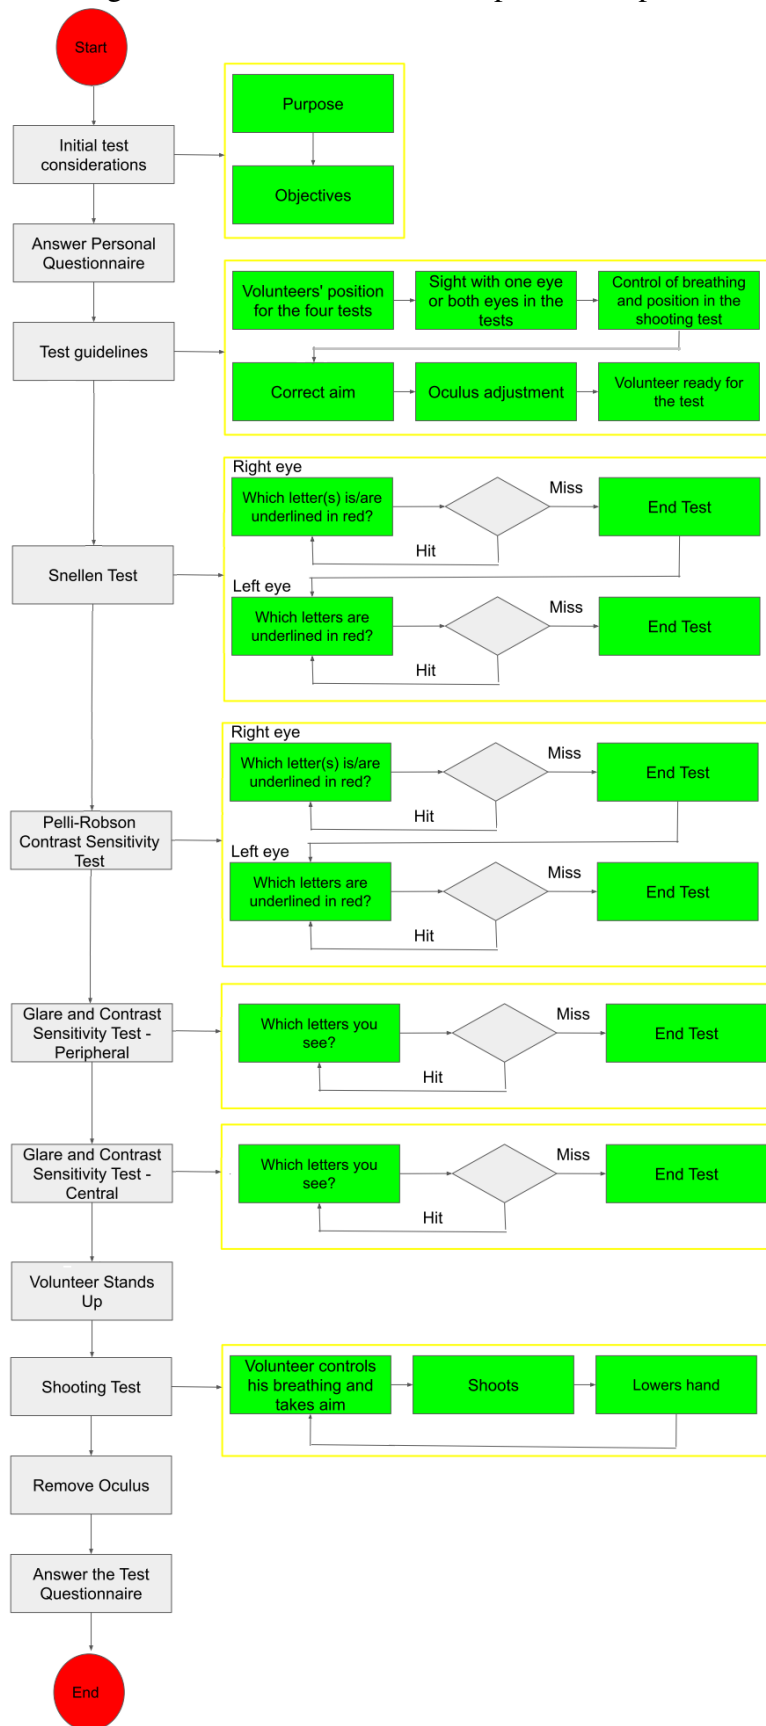 Start
Purpose
Initial test
considerations
Objectives
Answer Personal
Questionnaire
Volunteers' position
for the four tests
Sight with one eye
or both eyes in the
tests
Control of breathing
and position in the
shooting test
Test guidelines
Correct aim
Oculus adjustment
Volunteer ready for
the test
Right eye
Which letter(s) is/are
underlined in red?
Miss
End Test
Hit
Snellen Test
Left eye
Which letters are
underlined in red?
Miss
End Test
Hit
Right eye
Which letter(s) is/are
underlined in red?
Miss
End Test
Hit
Pelli-Robson
Contrast Sensitivity
Test
Left eye
Which letters are
underlined in red?
Miss
End Test
Hit
Glare and Contrast
Sensitivity Test -
Peripheral
Which letters you
see?
Miss
End Test
Hit
Glare and Contrast
Sensitivity Test -
Central
Which letters you
see?
Miss
End Test
Hit
Volunteer Stands
Up
Shooting Test
Volunteer controls
his breathing and
takes aim
Shoots
Lowers hand
Remove Oculus
Answer the Test
Questionnaire
End